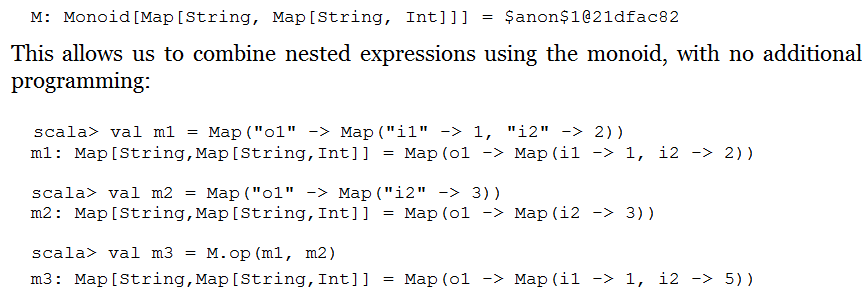 M: Monoid[Map[String, Map[String, Int]]] = $anon$1@21dfac82
This allows us to combine nested expressions using the monoid, with no additional
programming:
scala> val m1 = Map("o1" -> Map("i1" -> 1, "i2" -> 2))
m1: Map[String,Map[String,Int]] = Map(o1 -> Map(i1 -> 1, i2 -> 2))
scala> val m2 = Map("o1" -> Map("i2" -> 3))
m2: Map[String,Map[String,Int]] = Map(o1 -> Map(i2 -> 3))
scala> val m3 = M.op(m1, m2)
m3: Map[String,Map[String,Int]] = Map(o1 -> Map(i1 -> 1, i2 -> 5))